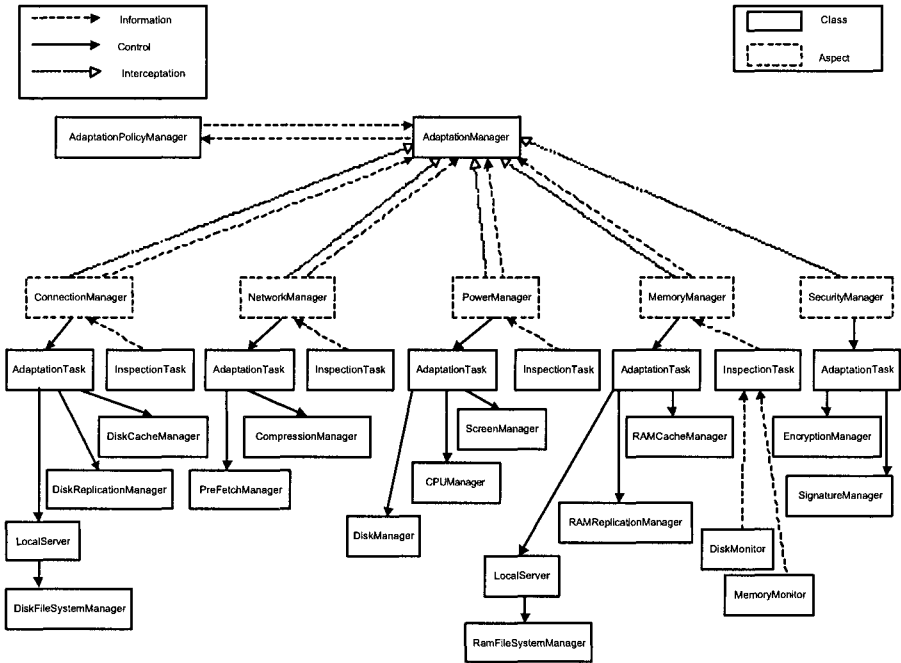 Information
Control
Interceptation
Class
Aspect
AdaptationPolicyManager
AdaptationManager
ConnectionManager
NetworkManager
PowerManager
MemoryManager
SecurityManager
AdaptationTask
InspectionTask
AdaptationTask
InspectionTask
AdaptationTask
InspectionTask
AdaptationTask
InspectionTask
AdaptationTask
DiskCacheManager
CompressionManager
ScreenManager
RAMCacheManager
EncryptionManager
DiskReplicationManager
PreFetchManager
CPUManager
SignatureManager
RAMReplicationManager
DiskManager
LocalServer
DiskMonitor
LocalServer
MemoryMonitor
DiskFileSystemManager
RamFileSystemManager